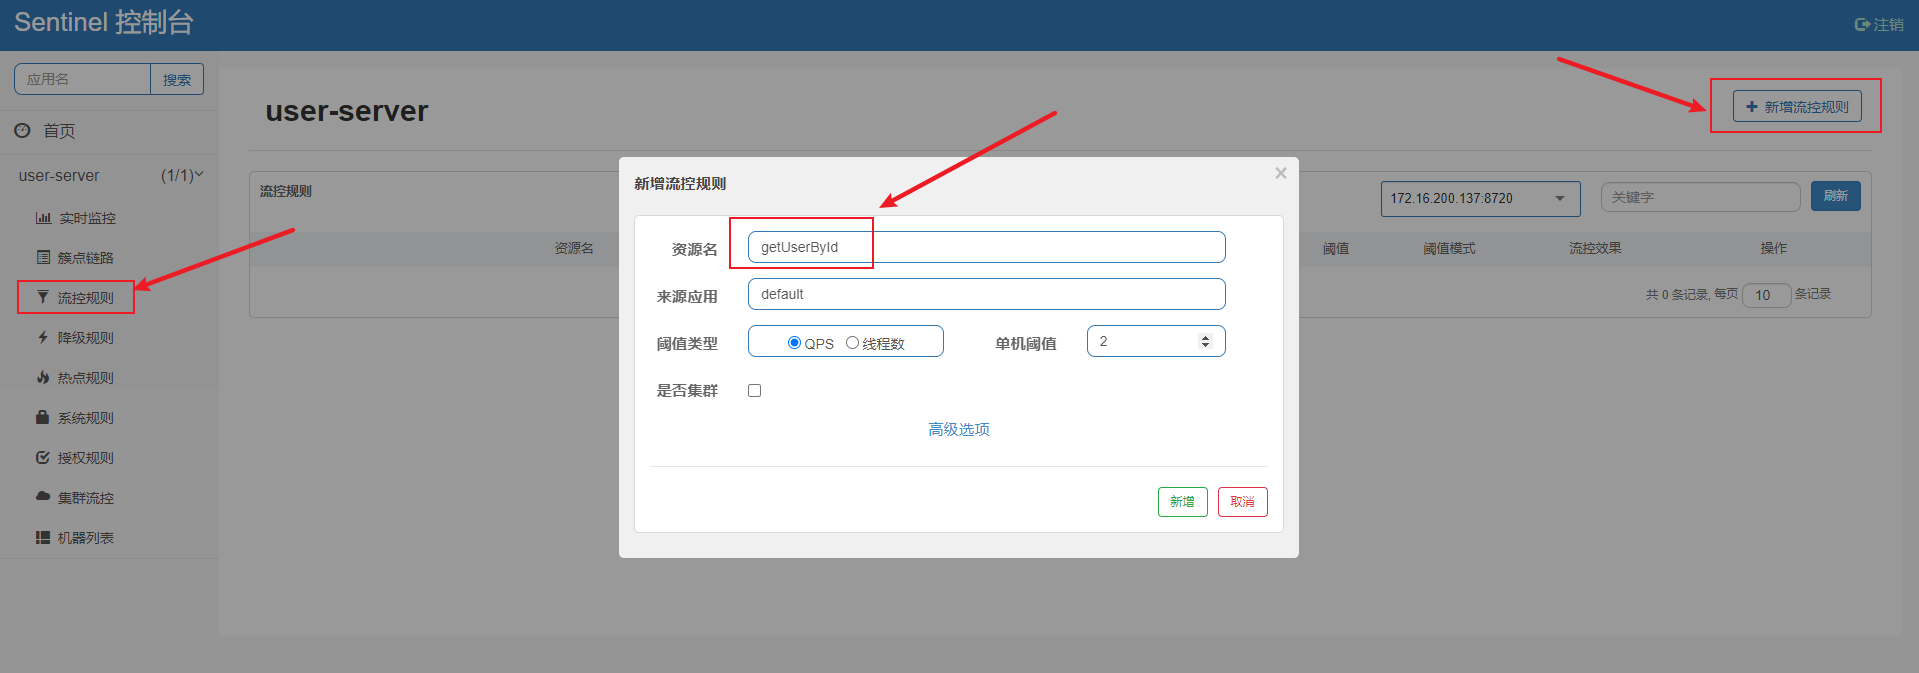 Sentinel 控制台
注销
应用名 搜索
首页
user-server (1/1)
实时监控
簇点链路
流控规则
降级规则
热点规则
系统规则
授权规则
集群流控
机器列表
user-server
新增流控规则
流控规则
172.16.200.137:8720 关键字 刷新
资源名 阈值 阈值模式 流控效果 操作
共 0 条记录, 每页 10 条记录
新增流控规则 ×
资源名 getUserById
来源应用 default
阈值类型 QPS 线程数 单机阈值 2
是否集群
高级选项
新增 取消